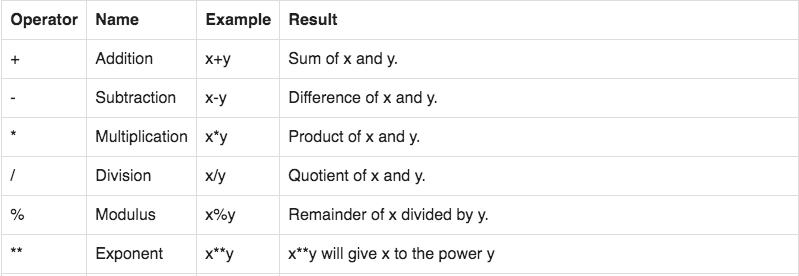 Operator Name Example Result
+ Addition x+y Sum of x and y.
- Subtraction x-y Difference of x and y.
* Multiplication x*y Product of x and y.
/ Division x/y Quotient of x and y.
% Modulus x%y Remainder of x divided by y.
** Exponent x**y x**y will give x to the power y